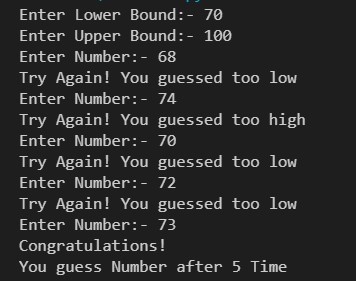 Enter Lower Bound:- 70
Enter Upper Bound:- 100
Enter Number:- 68
Try Again! You guessed too low
Enter Number:- 74
Try Again! You guessed too high
Enter Number:- 70
Try Again! You guessed too low
Enter Number:- 72
Try Again! You guessed too low
Enter Number:- 73
Congratulations!
You guess Number after 5 Time